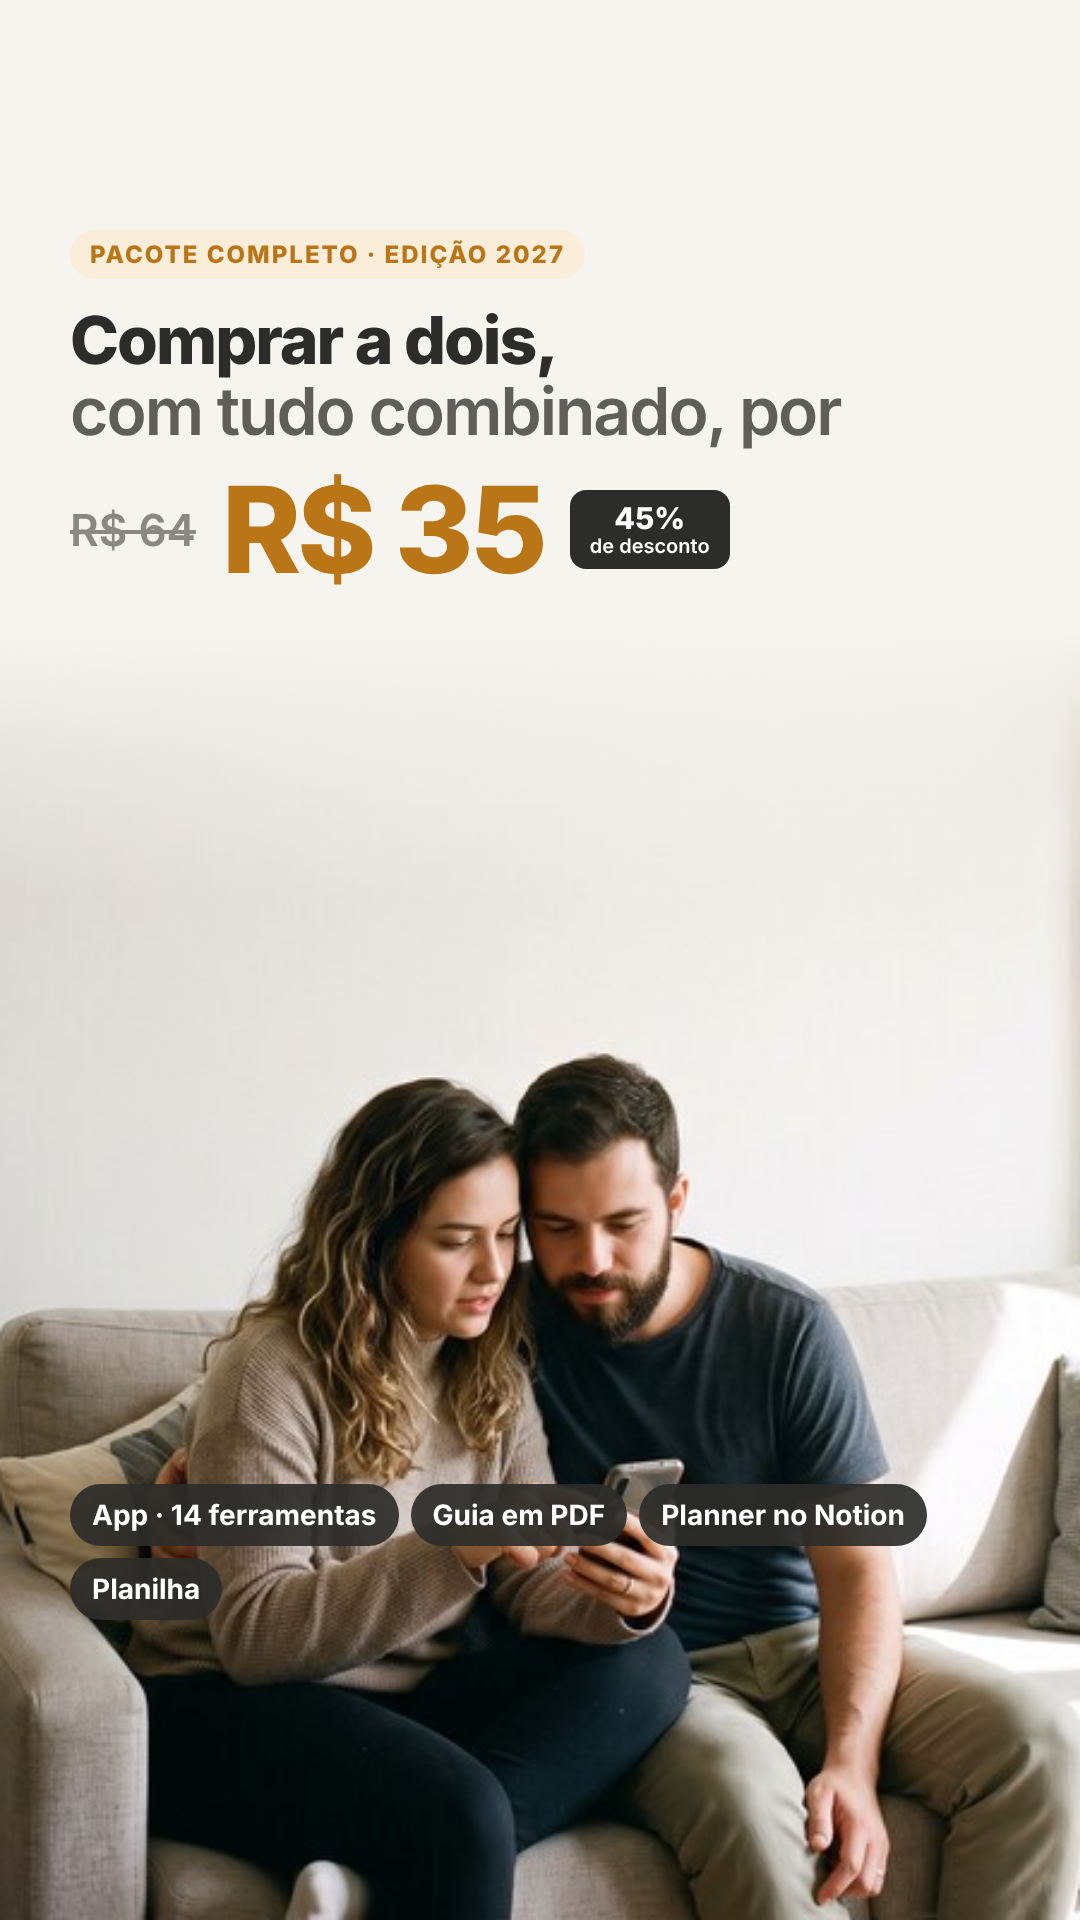 PACOTE COMPLETO · EDIÇÃO 2027
Comprar a dois,
com tudo combinado, por
R$ 64 R$ 35 45%
de desconto
App · 14 ferramentas Guia em PDF Planner no Notion
Planilha